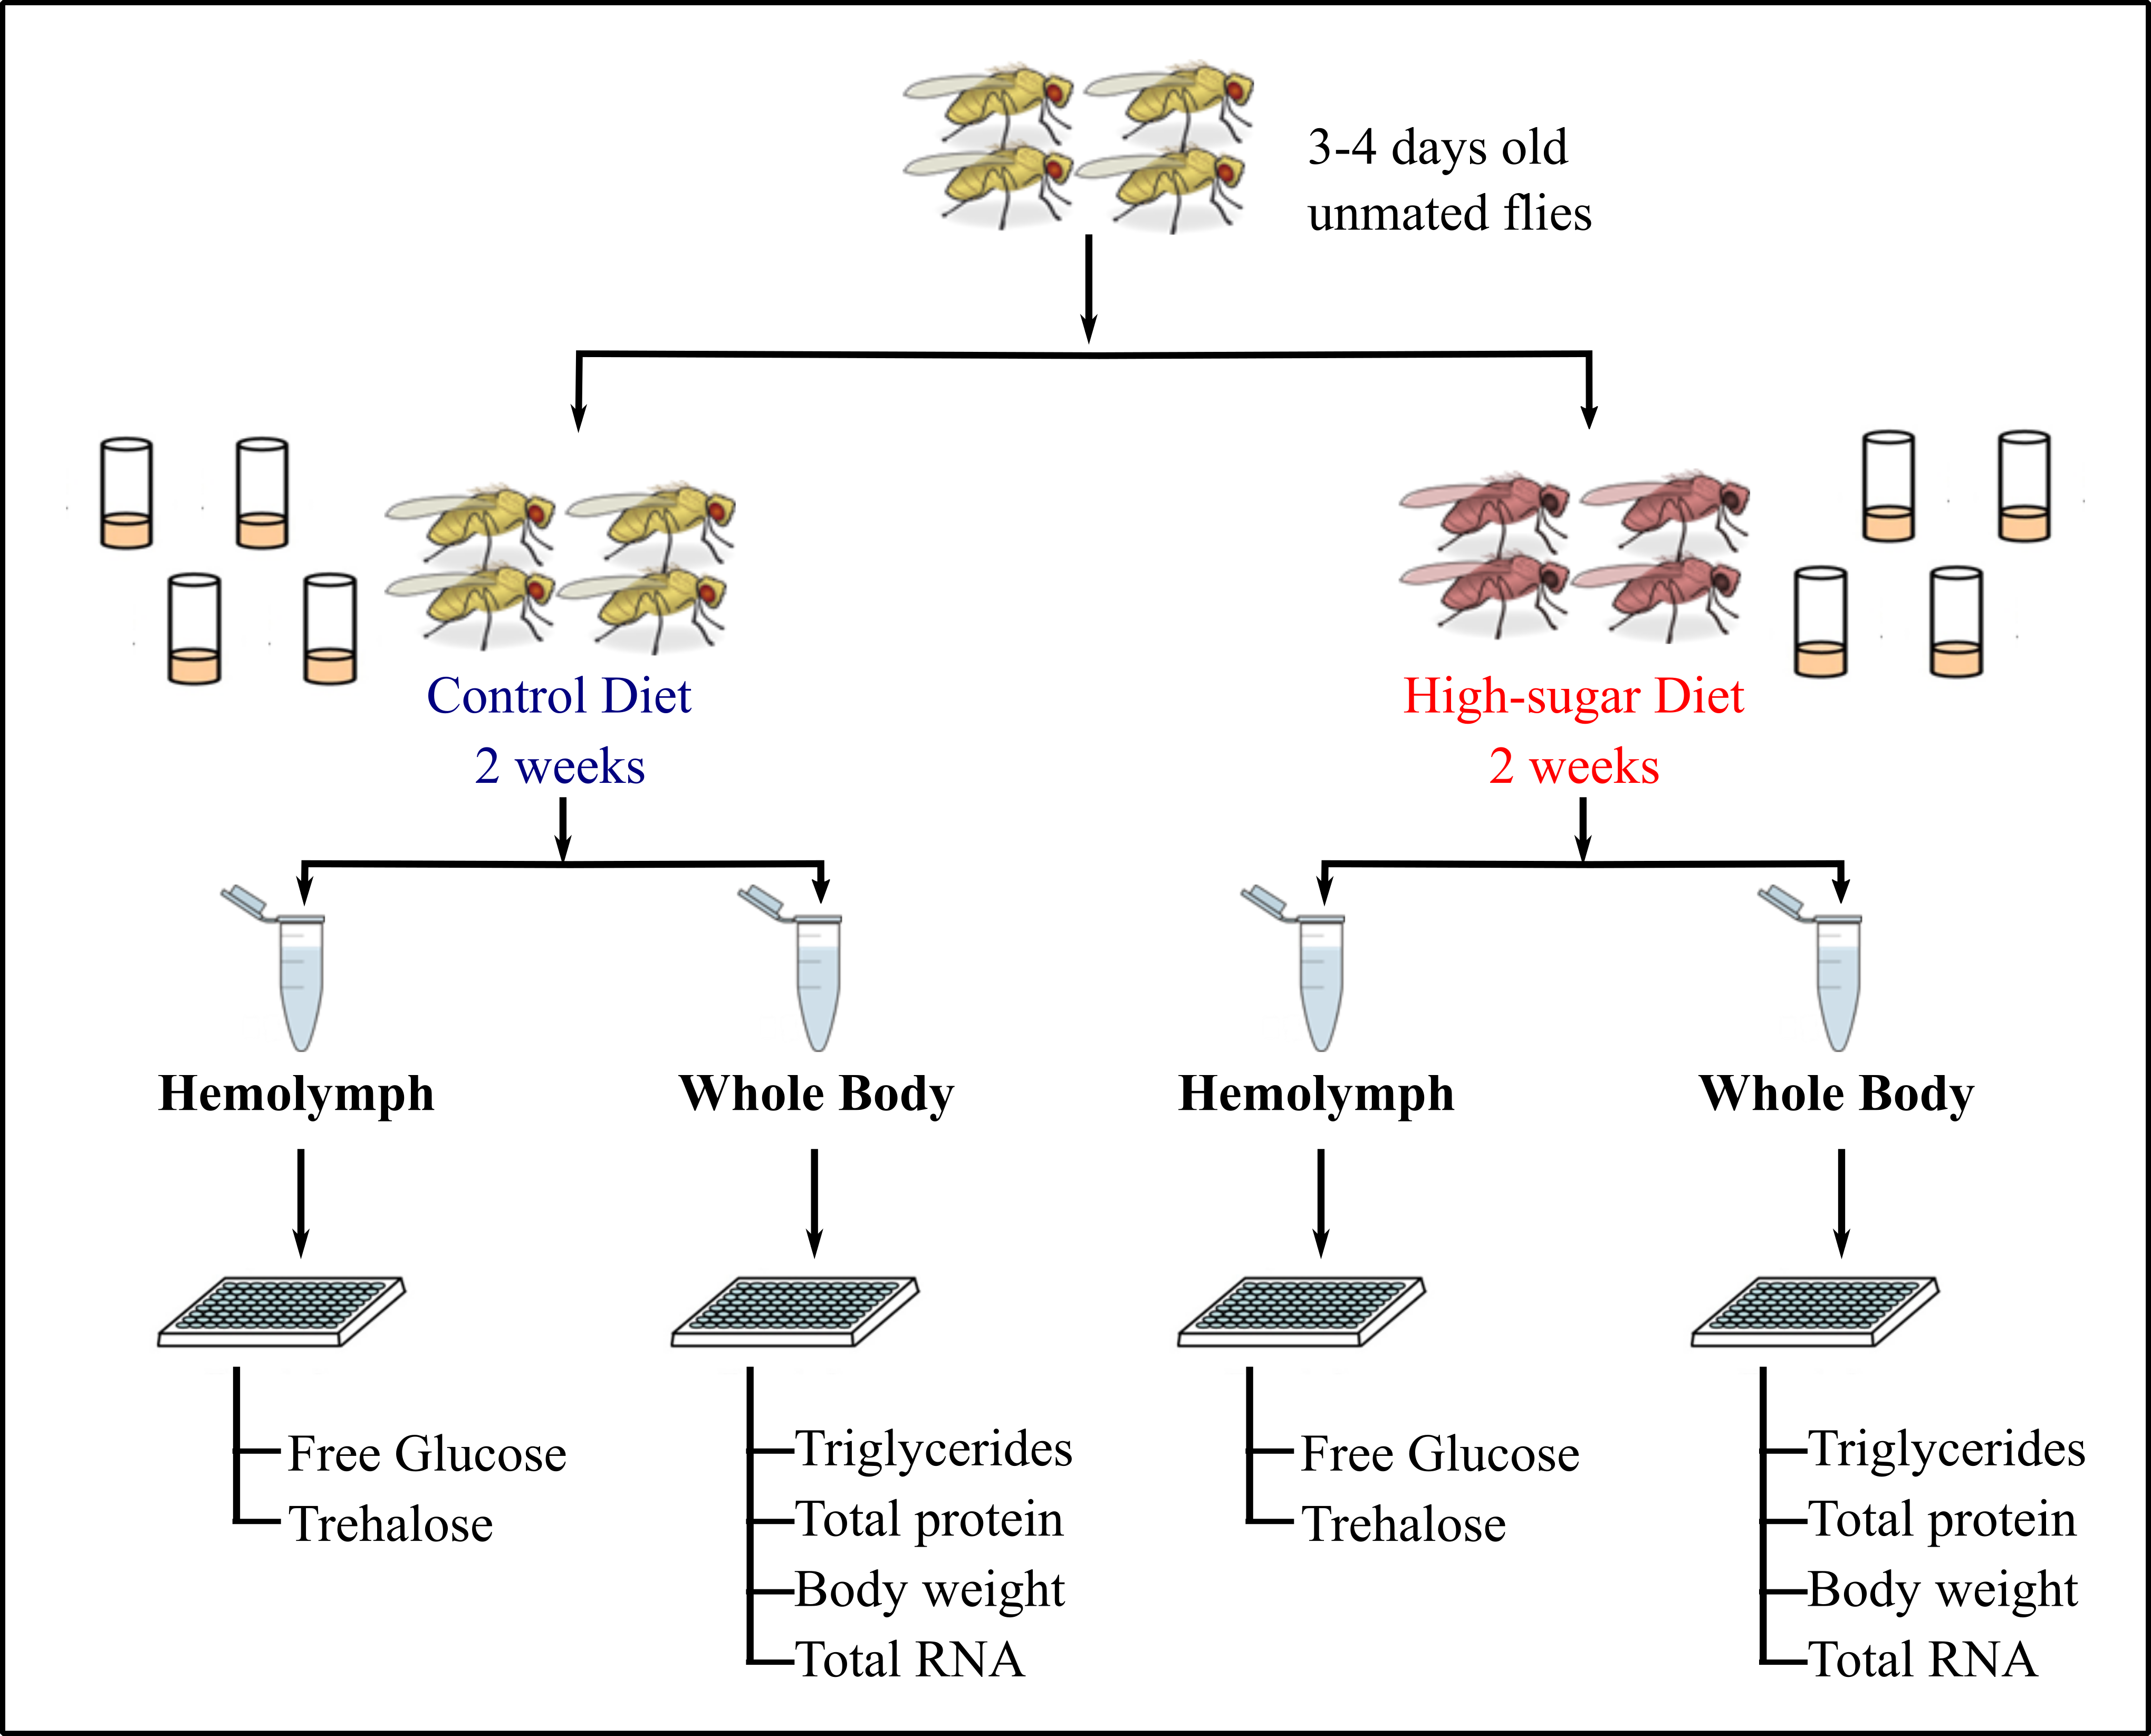 3-4 days old
unmated flies
Control Diet
2 weeks
High-sugar Diet
2 weeks
Hemolymph
Whole Body
Hemolymph
Whole Body
Free Glucose
Trehalose
Triglycerides
Total protein
Body weight
Total RNA
Free Glucose
Trehalose
Triglycerides
Total protein
Body weight
Total RNA